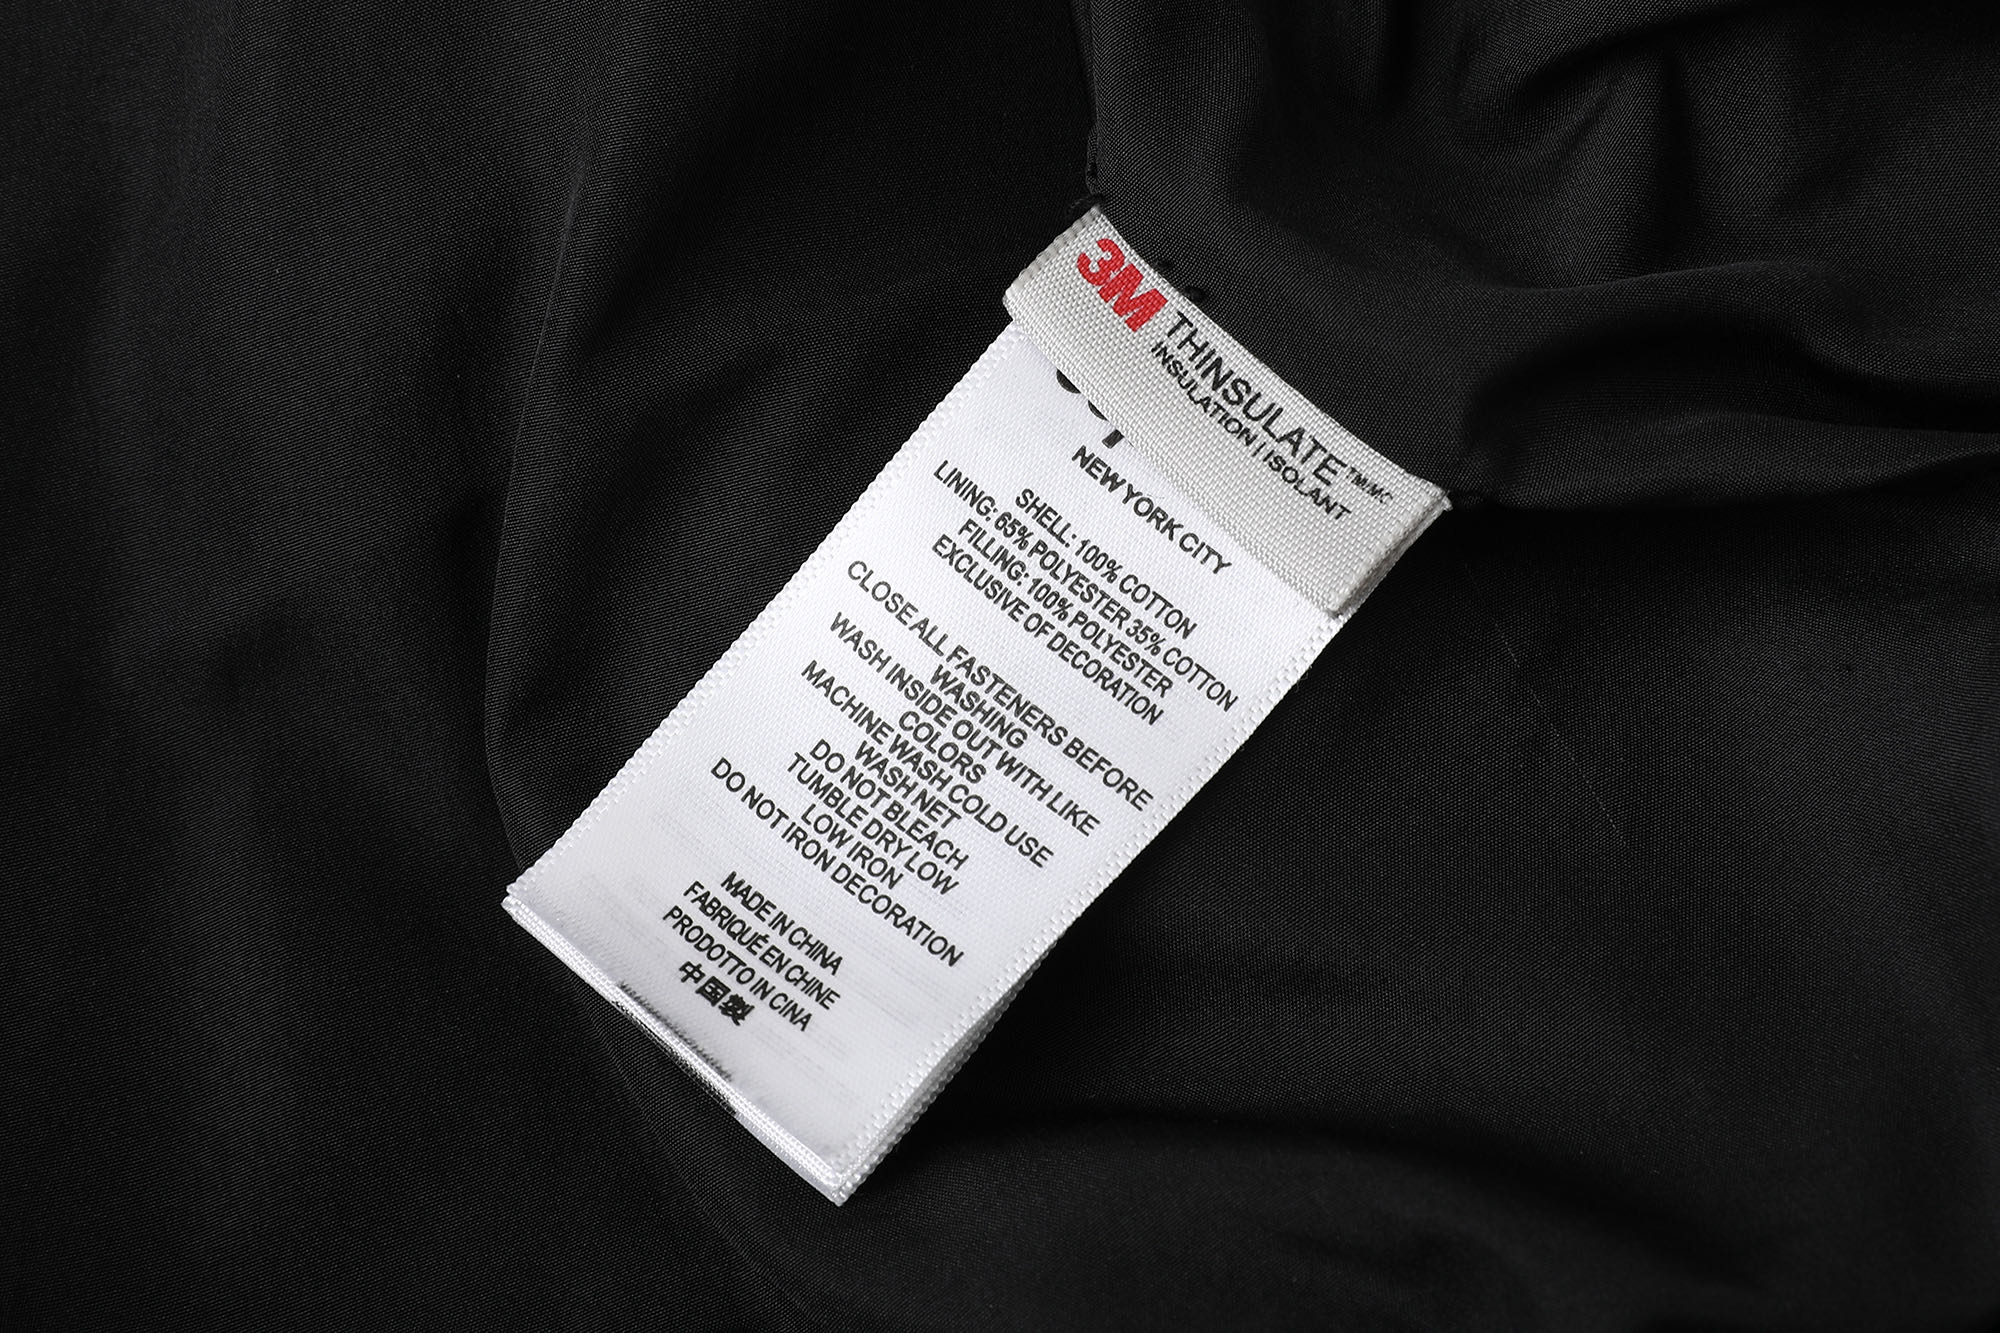 3M THINSULATE™/MC
INSULATION | ISOLANT
NEW YORK CITY
SHELL: 100% COTTON
LINING: 65% POLYESTER 35% COTTON
FILLING: 100% POLYESTER
EXCLUSIVE OF DECORATION
CLOSE ALL FASTENERS BEFORE
WASHING
WASH INSIDE OUT WITH LIKE
COLORS
MACHINE WASH COLD USE
WASH NET
DO NOT BLEACH
TUMBLE DRY LOW
LOW IRON
DO NOT IRON DECORATION
MADE IN CHINA
FABRIQUÉ EN CHINE
PRODOTTO IN CINA
中国製